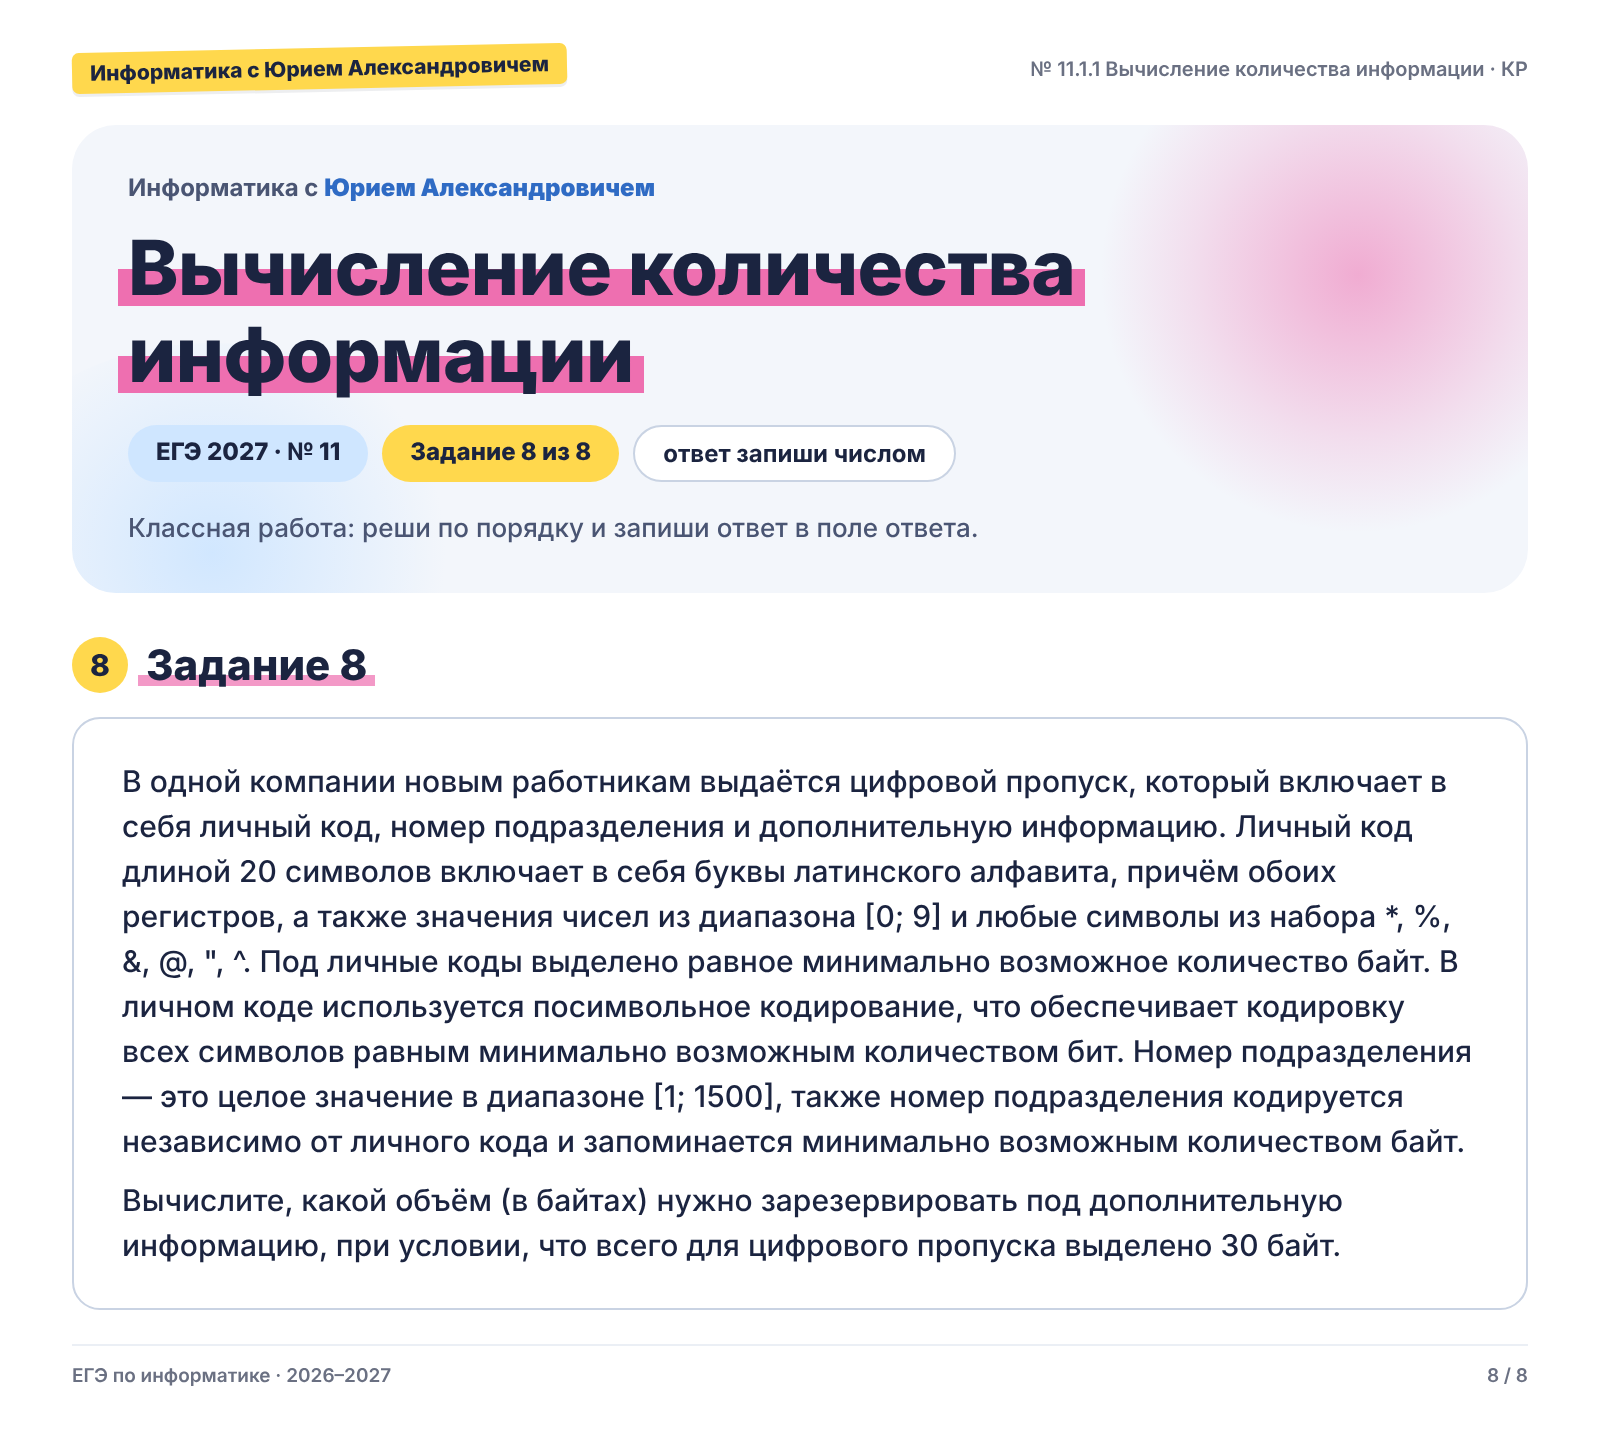 Информатика с Юрием Александровичем
№ 11.1.1 Вычисление количества информации · КР
Информатика с Юрием Александровичем
Вычисление количества
информации
ЕГЭ 2027 · № 11
Задание 8 из 8
ответ запиши числом
Классная работа: реши по порядку и запиши ответ в поле ответа.
8
Задание 8
В одной компании новым работникам выдаётся цифровой пропуск, который включает в
себя личный код, номер подразделения и дополнительную информацию. Личный код
длиной 20 символов включает в себя буквы латинского алфавита, причём обоих
регистров, а также значения чисел из диапазона [0; 9] и любые символы из набора *, %,
&, @, ", ^. Под личные коды выделено равное минимально возможное количество байт. В
личном коде используется посимвольное кодирование, что обеспечивает кодировку
всех символов равным минимально возможным количеством бит. Номер подразделения
— это целое значение в диапазоне [1; 1500], также номер подразделения кодируется
независимо от личного кода и запоминается минимально возможным количеством байт.
Вычислите, какой объём (в байтах) нужно зарезервировать под дополнительную
информацию, при условии, что всего для цифрового пропуска выделено 30 байт.
ЕГЭ по информатике · 2026–2027
8 / 8